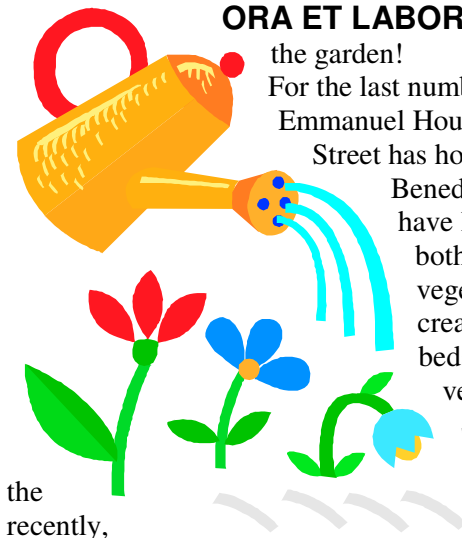 ORA ET LABOR
the garden!
For the last numb
Emmanuel Hou
Street has ho
Bened
have
both
vege
crea
bed
ve
the
recently,